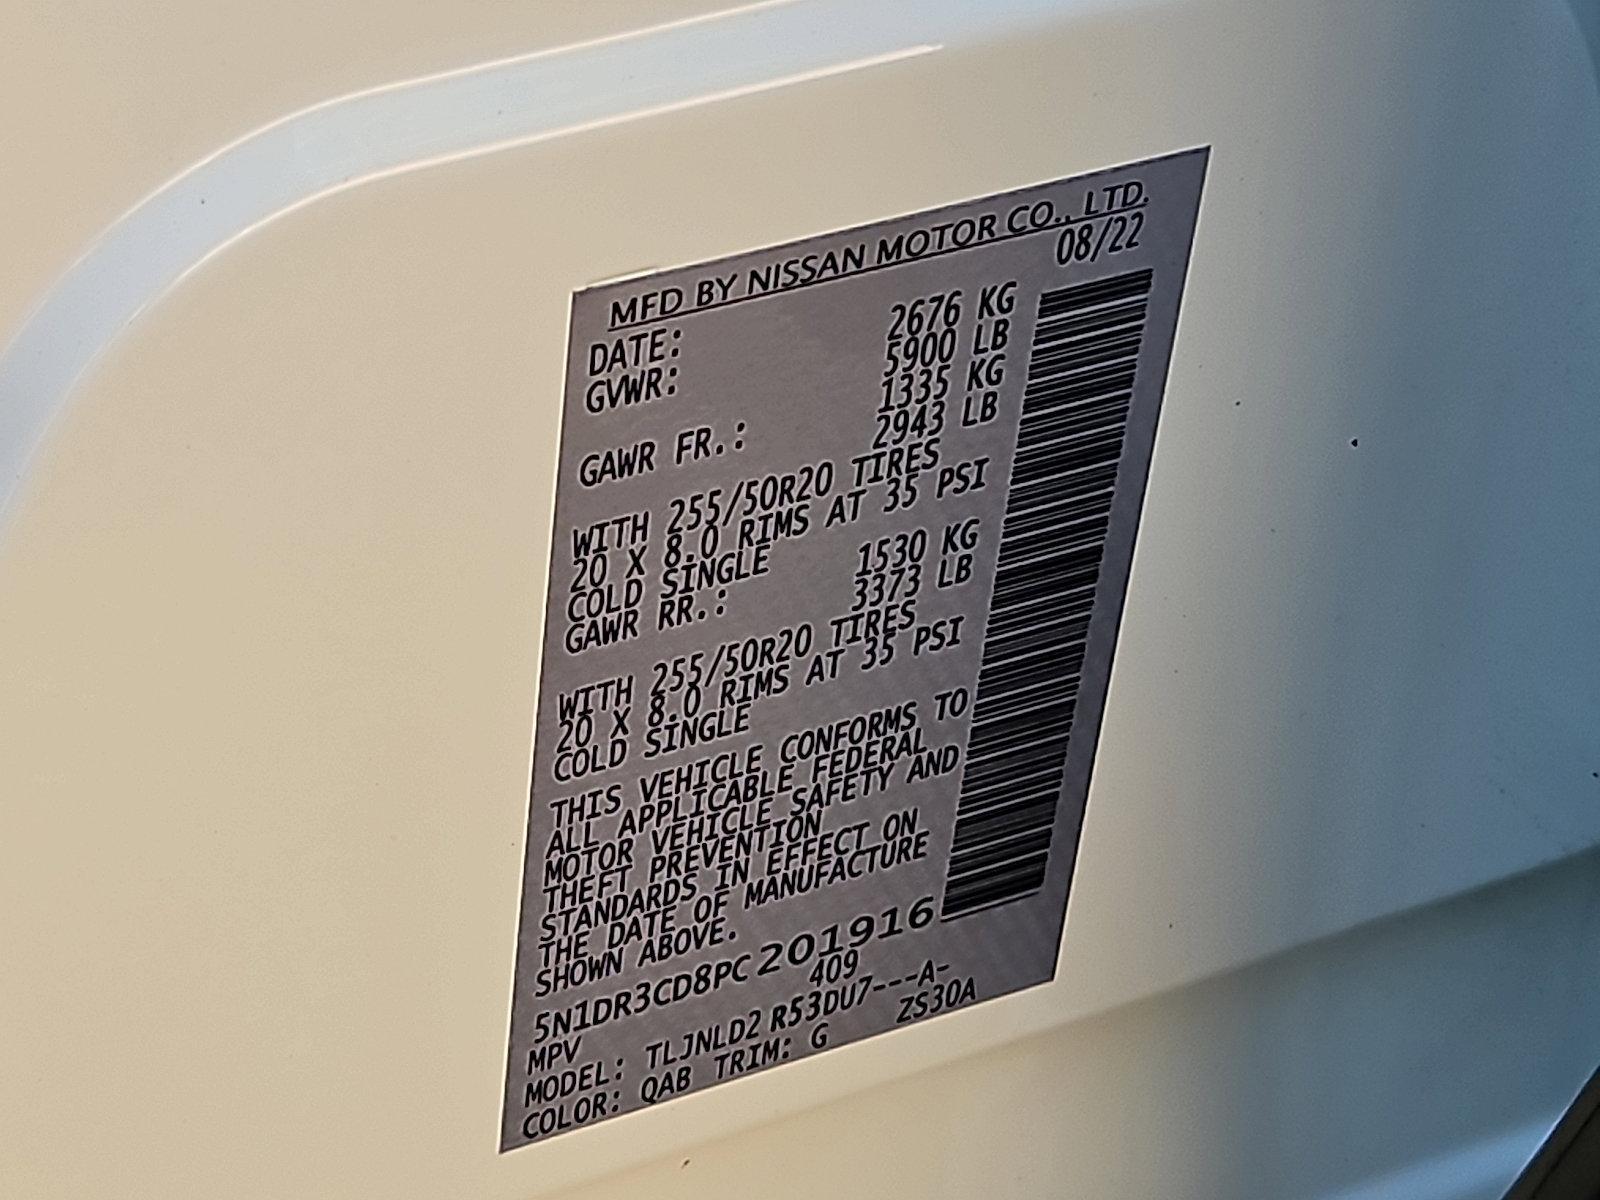 MFD BY NISSAN MOTOR CO., LTD.
DATE: 08/22
GVWR: 2676 KG
5900 LB
GAWR FR.: 1335 KG
2943 LB
WITH 255/50R20 TIRES
20 X 8.0 RIMS AT 35 PSI
COLD SINGLE
GAWR RR.: 1530 KG
3373 LB
WITH 255/50R20 TIRES
20 X 8.0 RIMS AT 35 PSI
COLD SINGLE
THIS VEHICLE CONFORMS TO
ALL APPLICABLE FEDERAL
MOTOR VEHICLE SAFETY AND
THEFT PREVENTION
STANDARDS IN EFFECT ON
THE DATE OF MANUFACTURE
SHOWN ABOVE.
5N1DR3CD8PC201916
MPV 409
MODEL: TLJNLD2 R53DU7---A-
COLOR: QAB TRIM: G ZS30A